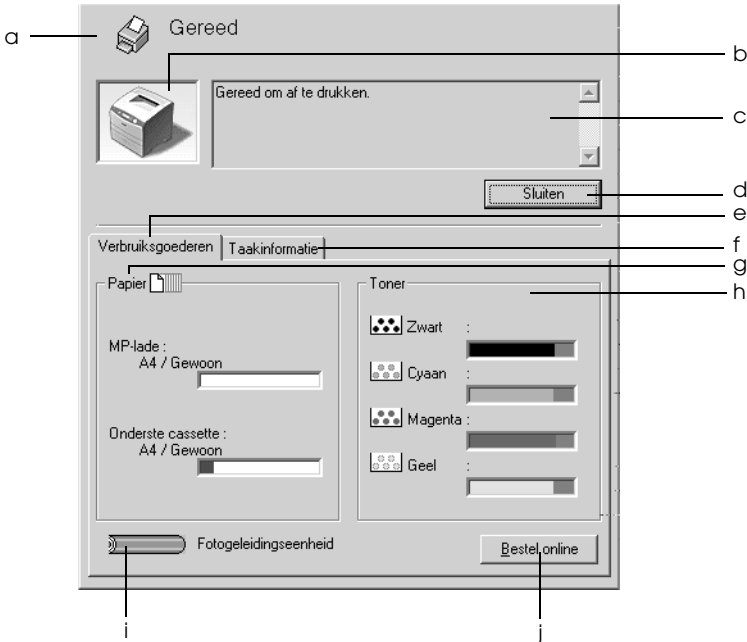 a
Gereed
b
Gereed om af te drukken.
c
Sluiten
d
e
Verbruiksgoederen
Taakinformatie
f
g
Papier
Toner
h
Zwart :
MP-lade :
A4 / Gewoon
Cyaan :
Magenta :
Onderste cassette :
A4 / Gewoon
Geel :
Fotogeleidingseenheid
Bestel online
i
j